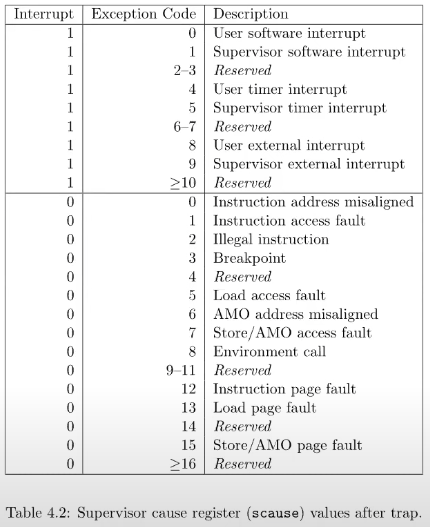 Interrupt Exception Code Description
1 0 User software interrupt
1 1 Supervisor software interrupt
1 2–3 Reserved
1 4 User timer interrupt
1 5 Supervisor timer interrupt
1 6–7 Reserved
1 8 User external interrupt
1 9 Supervisor external interrupt
1 ≥10 Reserved
0 0 Instruction address misaligned
0 1 Instruction access fault
0 2 Illegal instruction
0 3 Breakpoint
0 4 Reserved
0 5 Load access fault
0 6 AMO address misaligned
0 7 Store/AMO access fault
0 8 Environment call
0 9–11 Reserved
0 12 Instruction page fault
0 13 Load page fault
0 14 Reserved
0 15 Store/AMO page fault
0 ≥16 Reserved
Table 4.2: Supervisor cause register (scause) values after trap.